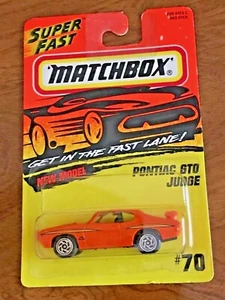 SUPER
FAST
MATCHBOX
GET IN THE FAST LANE!
NEW MODEL
PONTIAC GTO
JUDGE
#70